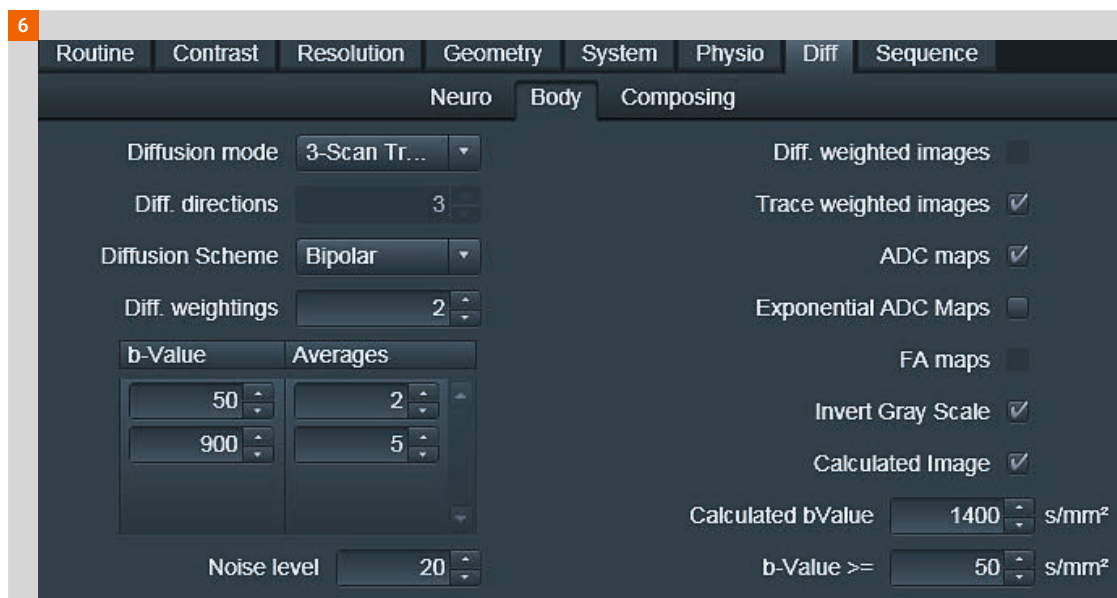 6
Routine Contrast Resolution Geometry System Physio Diff Sequence
Neuro Body Composing
Diffusion mode 3-Scan Tr... Diff. weighted images
Diff. directions 3 Trace weighted images
Diffusion Scheme Bipolar ADC maps
Diff. weightings 2 Exponential ADC Maps
b-Value Averages FA maps
50 2 Invert Gray Scale
900 5 Calculated Image
Calculated bValue 1400 s/mm²
Noise level 20 b-Value >= 50 s/mm²